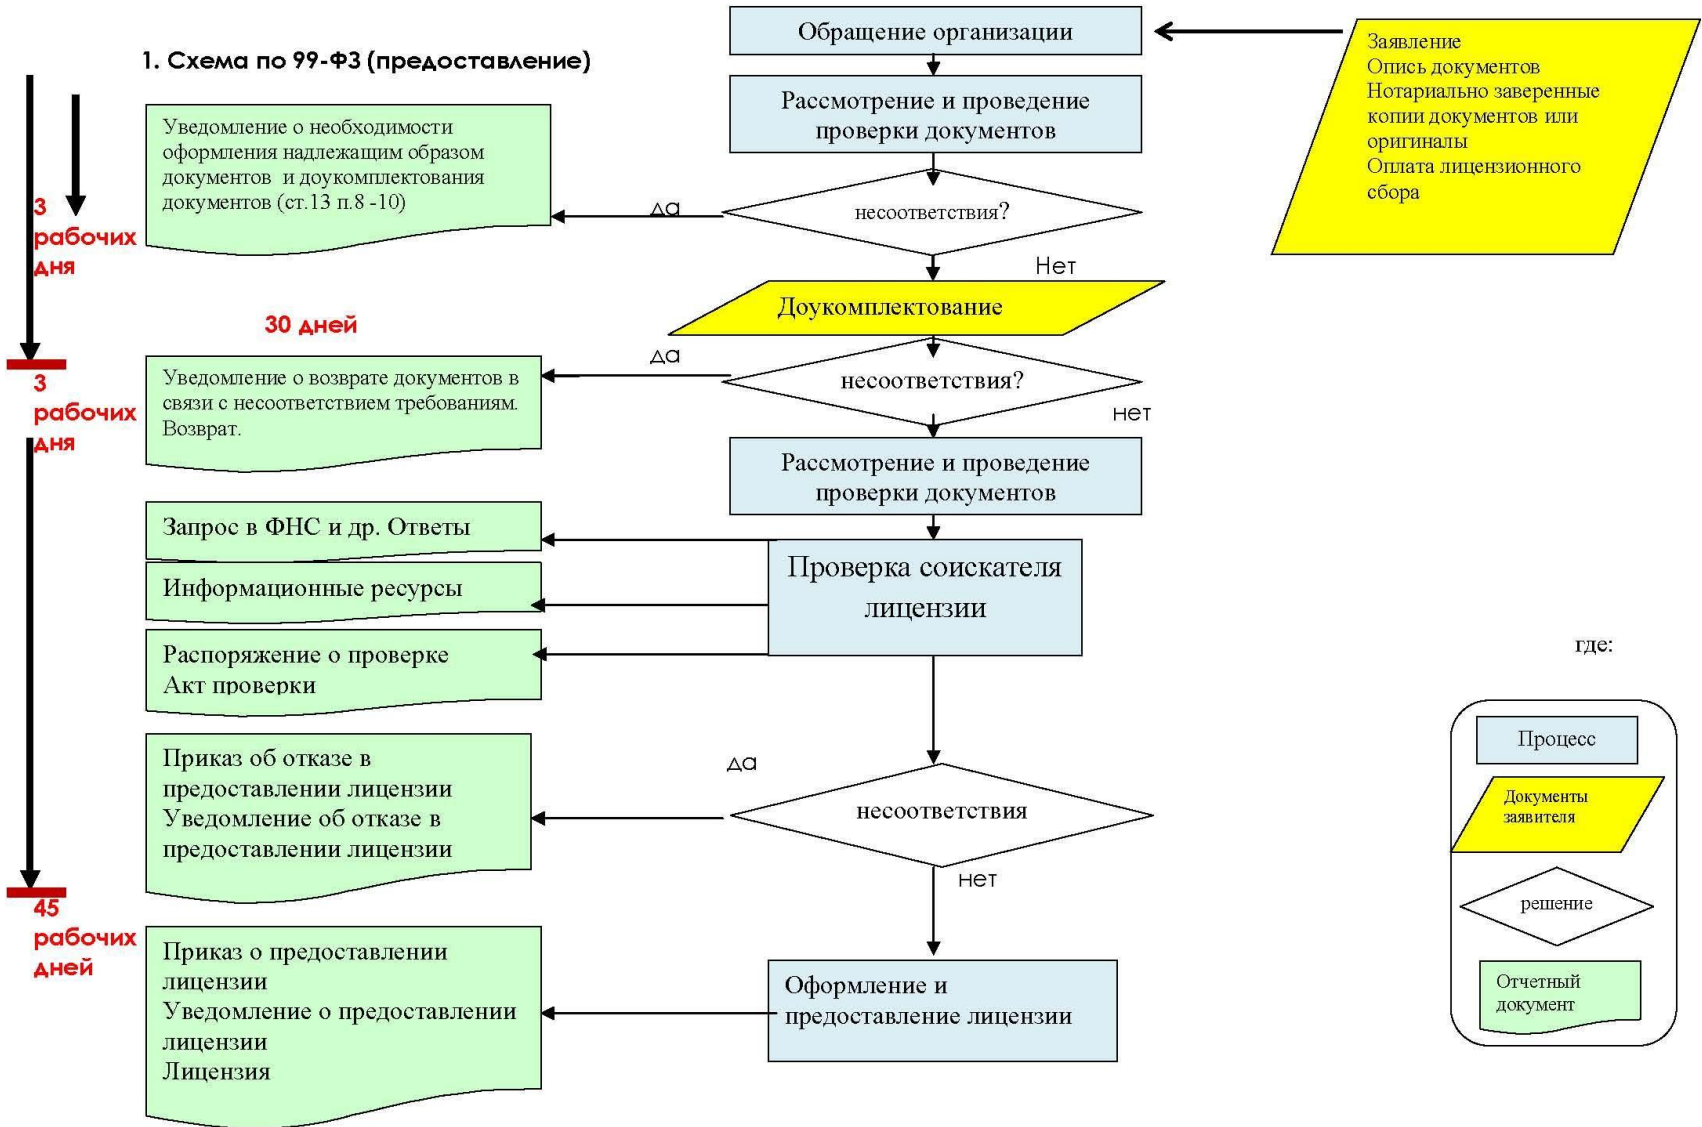 1. Схема по 99-ФЗ (предоставление)
Обращение организации
Заявление
Опись документов
Нотариально заверенные
копии документов или
оригиналы
Оплата лицензионного
сбора
Рассмотрение и проведение
проверки документов
Уведомление о необходимости
оформления надлежащим образом
документов и доукомплектования
документов (ст.13 п.8 -10)
да
несоответствия?
3
рабочих
дня
Нет
Доукомплектование
30 дней
да
несоответствия?
нет
Уведомление о возврате документов в
связи с несоответствием требованиям.
Возврат.
3
рабочих
дня
Рассмотрение и проведение
проверки документов
Запрос в ФНС и др. Ответы
Проверка соискателя
лицензии
Информационные ресурсы
Распоряжение о проверке
Акт проверки
где:
Процесс
Документы
заявителя
решение
Отчетный
документ
Приказ об отказе в
предоставлении лицензии
Уведомление об отказе в
предоставлении лицензии
да
несоответствия
нет
45
рабочих
дней
Приказ о предоставлении
лицензии
Уведомление о предоставлении
лицензии
Лицензия
Оформление и
предоставление лицензии